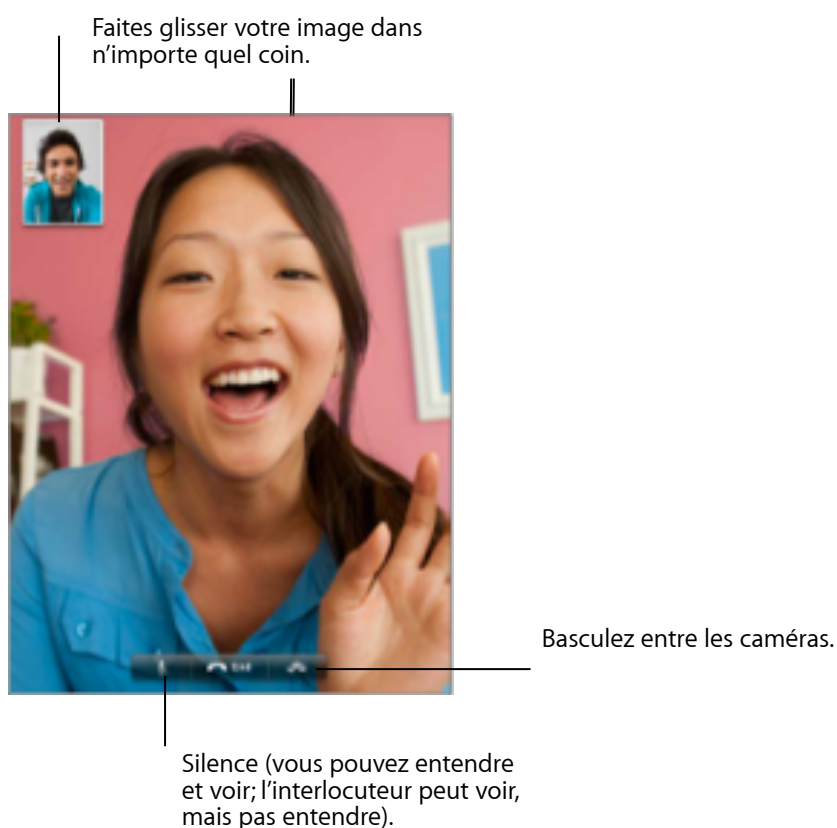 Faites glisser votre image dans
n'importe quel coin.
Basculez entre les caméras.
Silence (vous pouvez entendre
et voir; l'interlocuteur peut voir,
mais pas entendre).